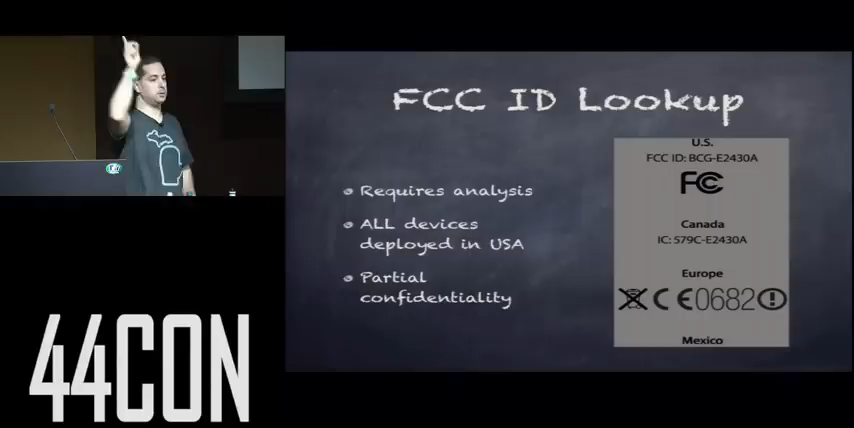 FCC ID Lookup
Requires analysis
ALL devices
deployed in USA
Partial
confidentiality
U.S.
FCC ID: BCG-E2430A
FC
Canada
IC: 579C-E2430A
Europe
CE0682
Mexico
44CON